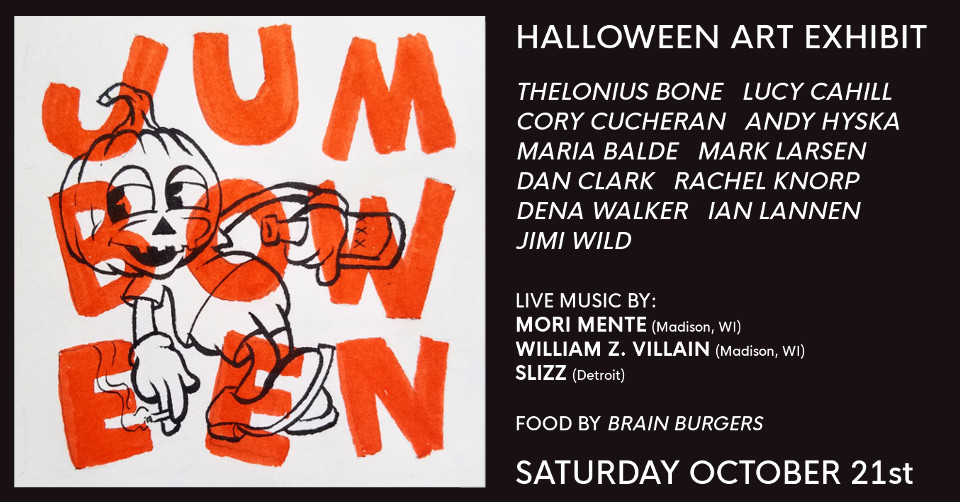 JUM
BOW
EEN
XX
XX
HALLOWEEN ART EXHIBIT
THELONIUS BONE LUCY CAHILL
CORY CUCHERAN ANDY HYSKA
MARIA BALDE MARK LARSEN
DAN CLARK RACHEL KNORP
DENA WALKER IAN LANNEN
JIMI WILD
LIVE MUSIC BY:
MORI MENTE (Madison, WI)
WILLIAM Z. VILLAIN (Madison, WI)
SLIZZ (Detroit)
FOOD BY BRAIN BURGERS
SATURDAY OCTOBER 21st